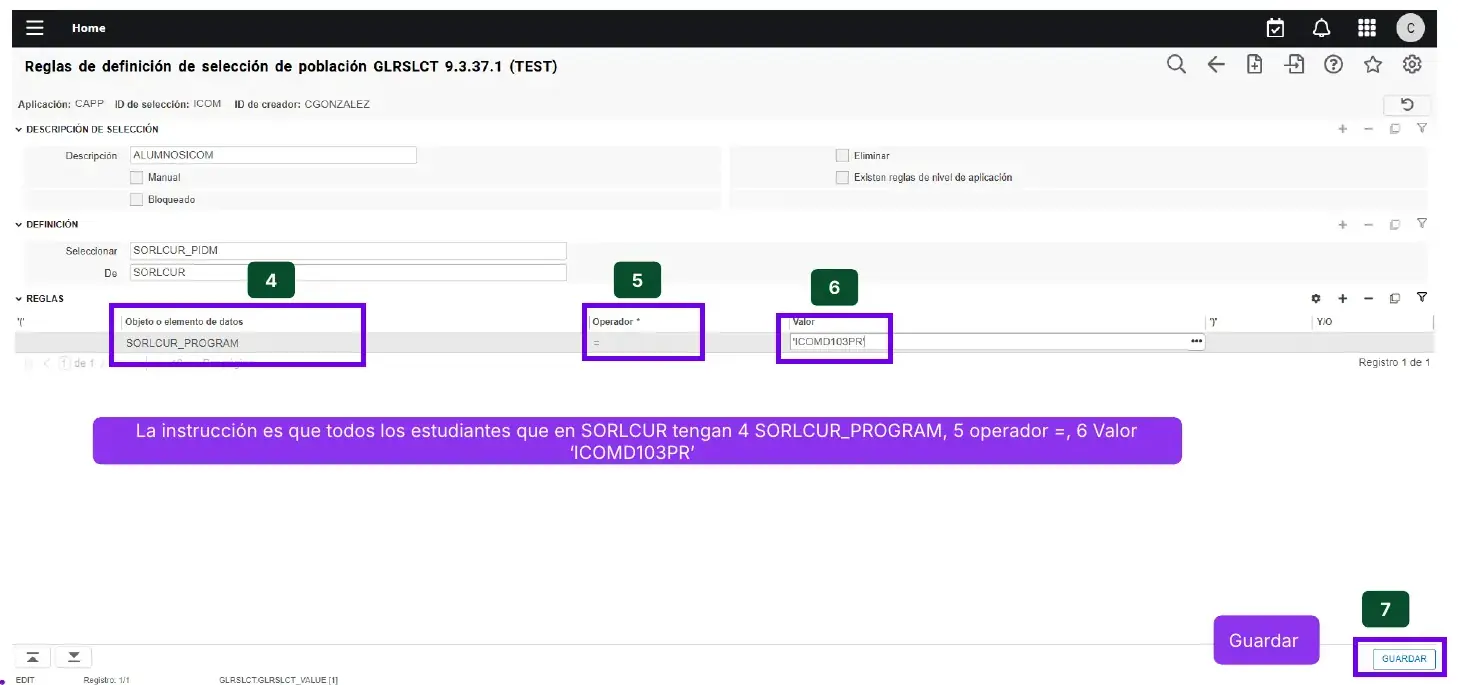 Home
C
Reglas de definición de selección de población GLRSLCT 9.3.37.1 (TEST)
Aplicación: CAPP ID de selección: ICOM ID de creador: CGONZALEZ
DESCRIPCIÓN DE SELECCIÓN
Descripción ALUMNOSICOM
Eliminar
Manual
Existen reglas de nivel de aplicación
Bloqueado
DEFINICIÓN
Seleccionar SORLCUR_PIDM
De SORLCUR
4
5
6
REGLAS
'(' Objeto o elemento de datos Operador * Valor ')' Y/O
SORLCUR_PROGRAM = 'ICOMD103PR'
1 de 1
Registro 1 de 1
La instrucción es que todos los estudiantes que en SORLCUR tengan 4 SORLCUR_PROGRAM, 5 operador =, 6 Valor
‘ICOMD103PR’
7
Guardar
GUARDAR
EDIT Registro: 1/1 GLRSLCT.GLRSLCT_VALUE [1]